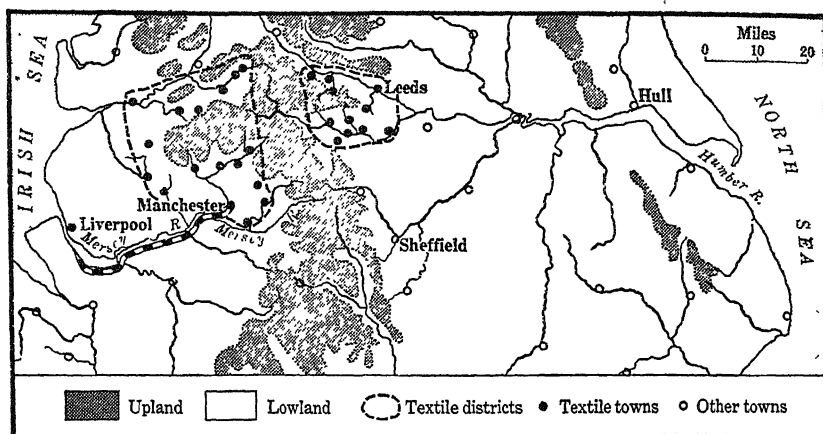 IRISH SEA
Miles
0 10 20
Leeds
Hull
NORTH SEA
Humber R.
Manchester
Liverpool
Mersey R
Mersey
Sheffield
Upland
Lowland
Textile districts
Textile towns
Other towns